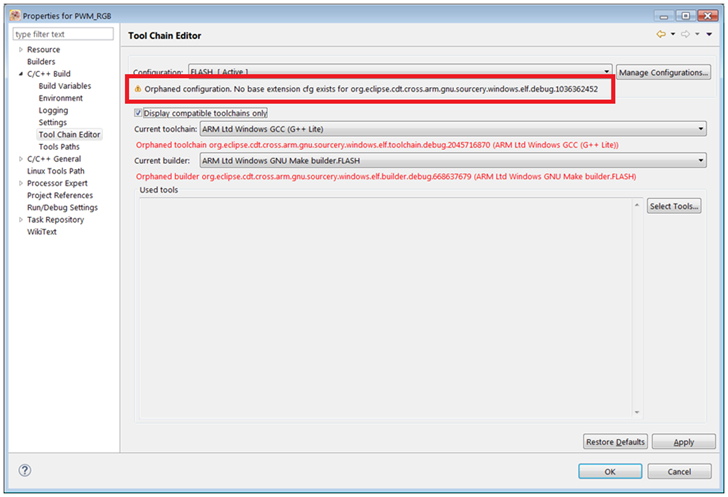 Properties for PWM_RGB
type filter text
Tool Chain Editor
Resource
Builders
C/C++ Build
Build Variables
Environment
Logging
Settings
Tool Chain Editor
Tools Paths
C/C++ General
Linux Tools Path
Processor Expert
Project References
Run/Debug Settings
Task Repository
WikiText
Configuration: FLASH [ Active ] Manage Configurations...
Orphaned configuration. No base extension cfg exists for org.eclipse.cdt.cross.arm.gnu.sourcery.windows.elf.debug.1036362452
Display compatible toolchains only
Current toolchain: ARM Ltd Windows GCC (G++ Lite)
Orphaned toolchain org.eclipse.cdt.cross.arm.gnu.sourcery.windows.elf.toolchain.debug.2045716870 (ARM Ltd Windows GCC (G++ Lite))
Current builder: ARM Ltd Windows GNU Make builder.FLASH
Orphaned builder org.eclipse.cdt.cross.arm.gnu.sourcery.windows.elf.builder.debug.668637679 (ARM Ltd Windows GNU Make builder.FLASH)
Used tools
Select Tools...
Restore Defaults Apply
OK Cancel